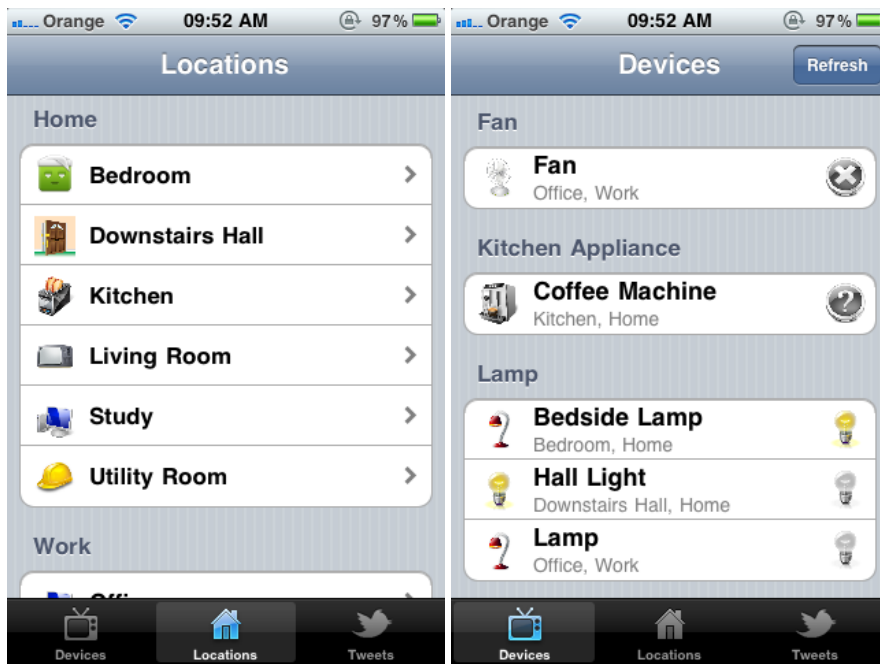 Orange 09:52 AM 97%
Locations
Home
Bedroom
Downstairs Hall
Kitchen
Living Room
Study
Utility Room
Work
Devices Locations Tweets
Orange 09:52 AM 97%
Devices Refresh
Fan
Fan
Office, Work
Kitchen Appliance
Coffee Machine
Kitchen, Home
Lamp
Bedside Lamp
Bedroom, Home
Hall Light
Downstairs Hall, Home
Lamp
Office, Work
Devices Locations Tweets